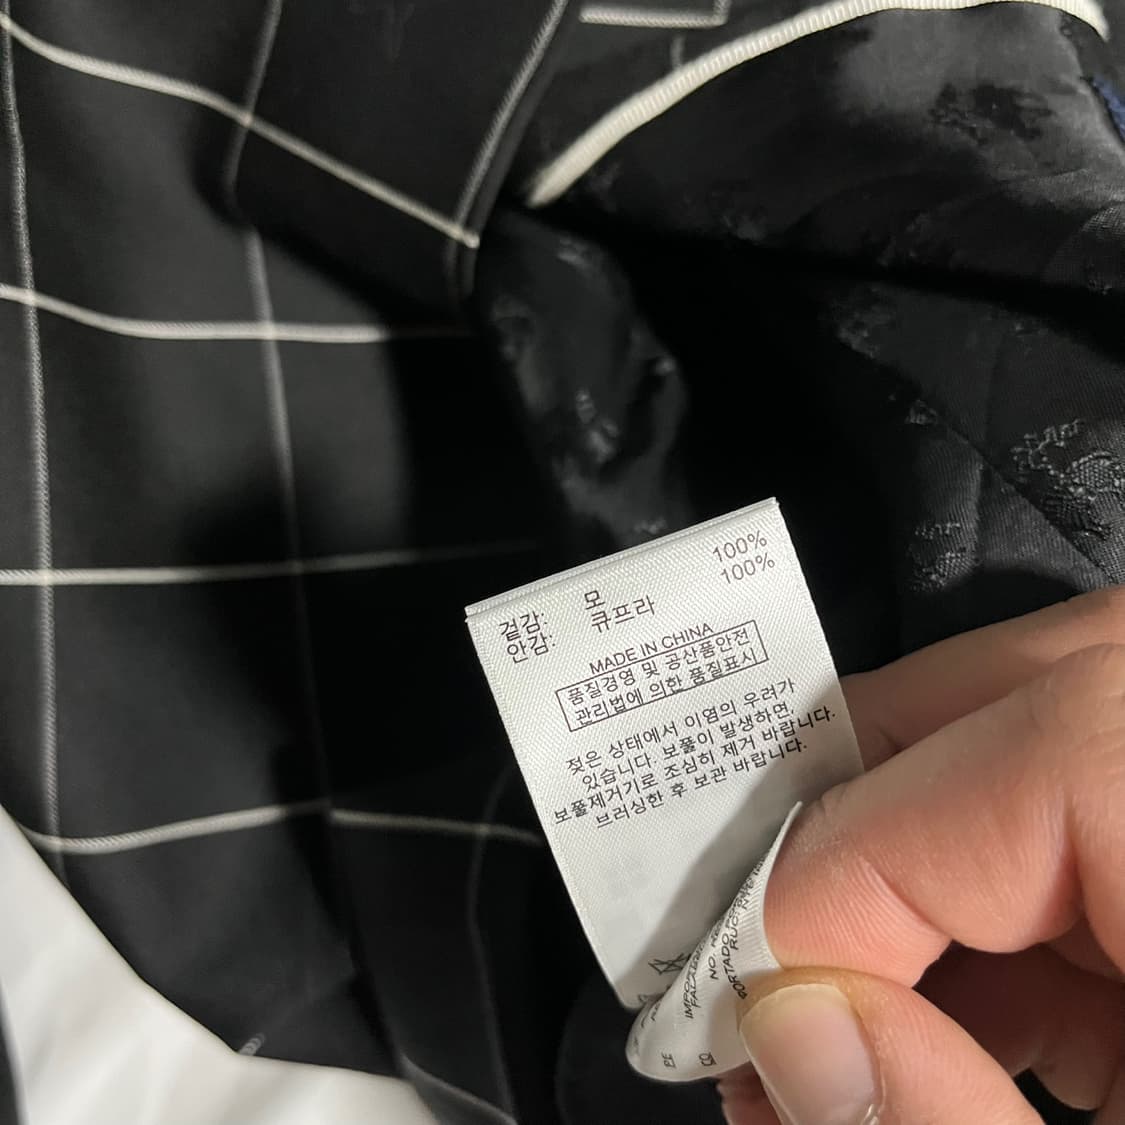 겉감: 모 100%
안감: 큐프라 100%
MADE IN CHINA
품질경영 및 공산품안전
관리법에 의한 품질표시
젖은 상태에서 이염의 우려가
있습니다. 보풀이 발생하면,
보풀제거기로 조심히 제거 바랍니다.
브러싱한 후 보관 바랍니다.
NO.